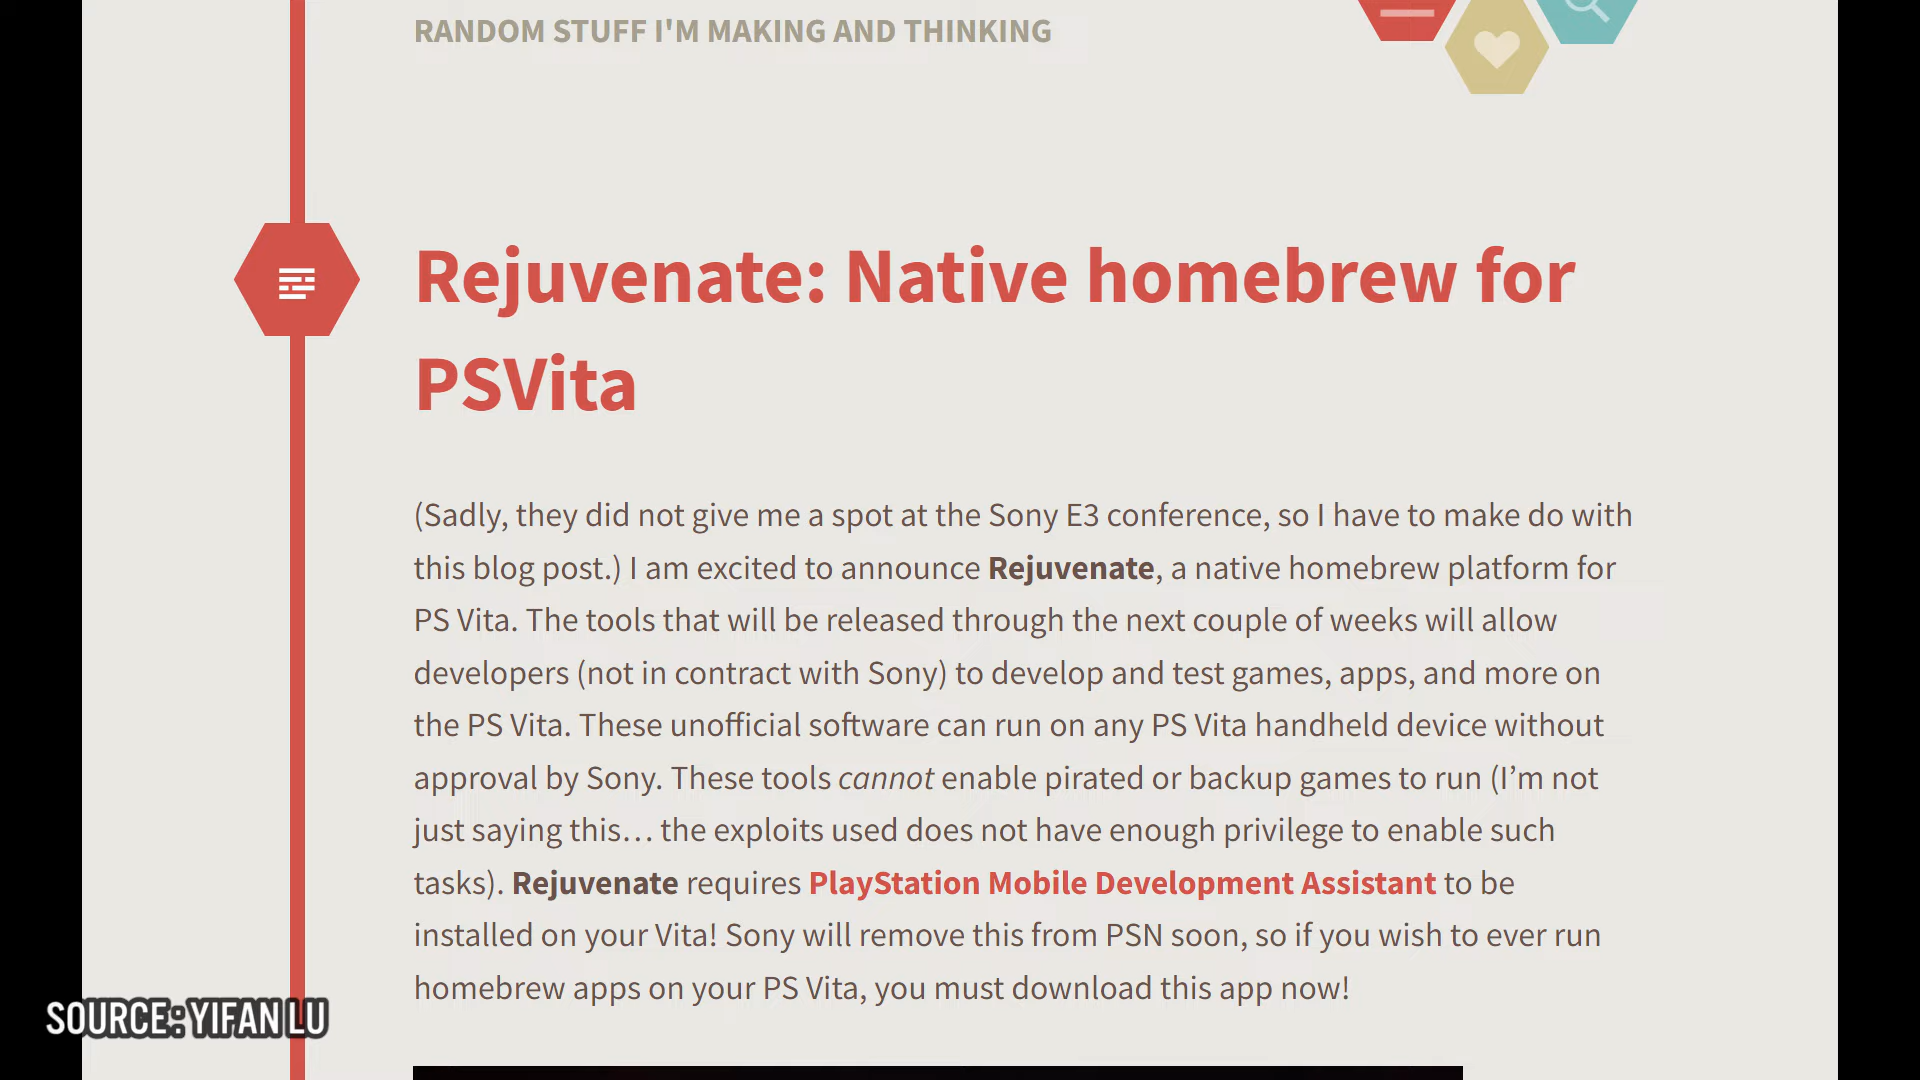 RANDOM STUFF I'M MAKING AND THINKING
Rejuvenate: Native homebrew for
PSVita
(Sadly, they did not give me a spot at the Sony E3 conference, so I have to make do with
this blog post.) I am excited to announce Rejuvenate, a native homebrew platform for
PS Vita. The tools that will be released through the next couple of weeks will allow
developers (not in contract with Sony) to develop and test games, apps, and more on
the PS Vita. These unofficial software can run on any PS Vita handheld device without
approval by Sony. These tools cannot enable pirated or backup games to run (I’m not
just saying this… the exploits used does not have enough privilege to enable such
tasks). Rejuvenate requires PlayStation Mobile Development Assistant to be
installed on your Vita! Sony will remove this from PSN soon, so if you wish to ever run
homebrew apps on your PS Vita, you must download this app now!
SOURCE: YIFAN LU